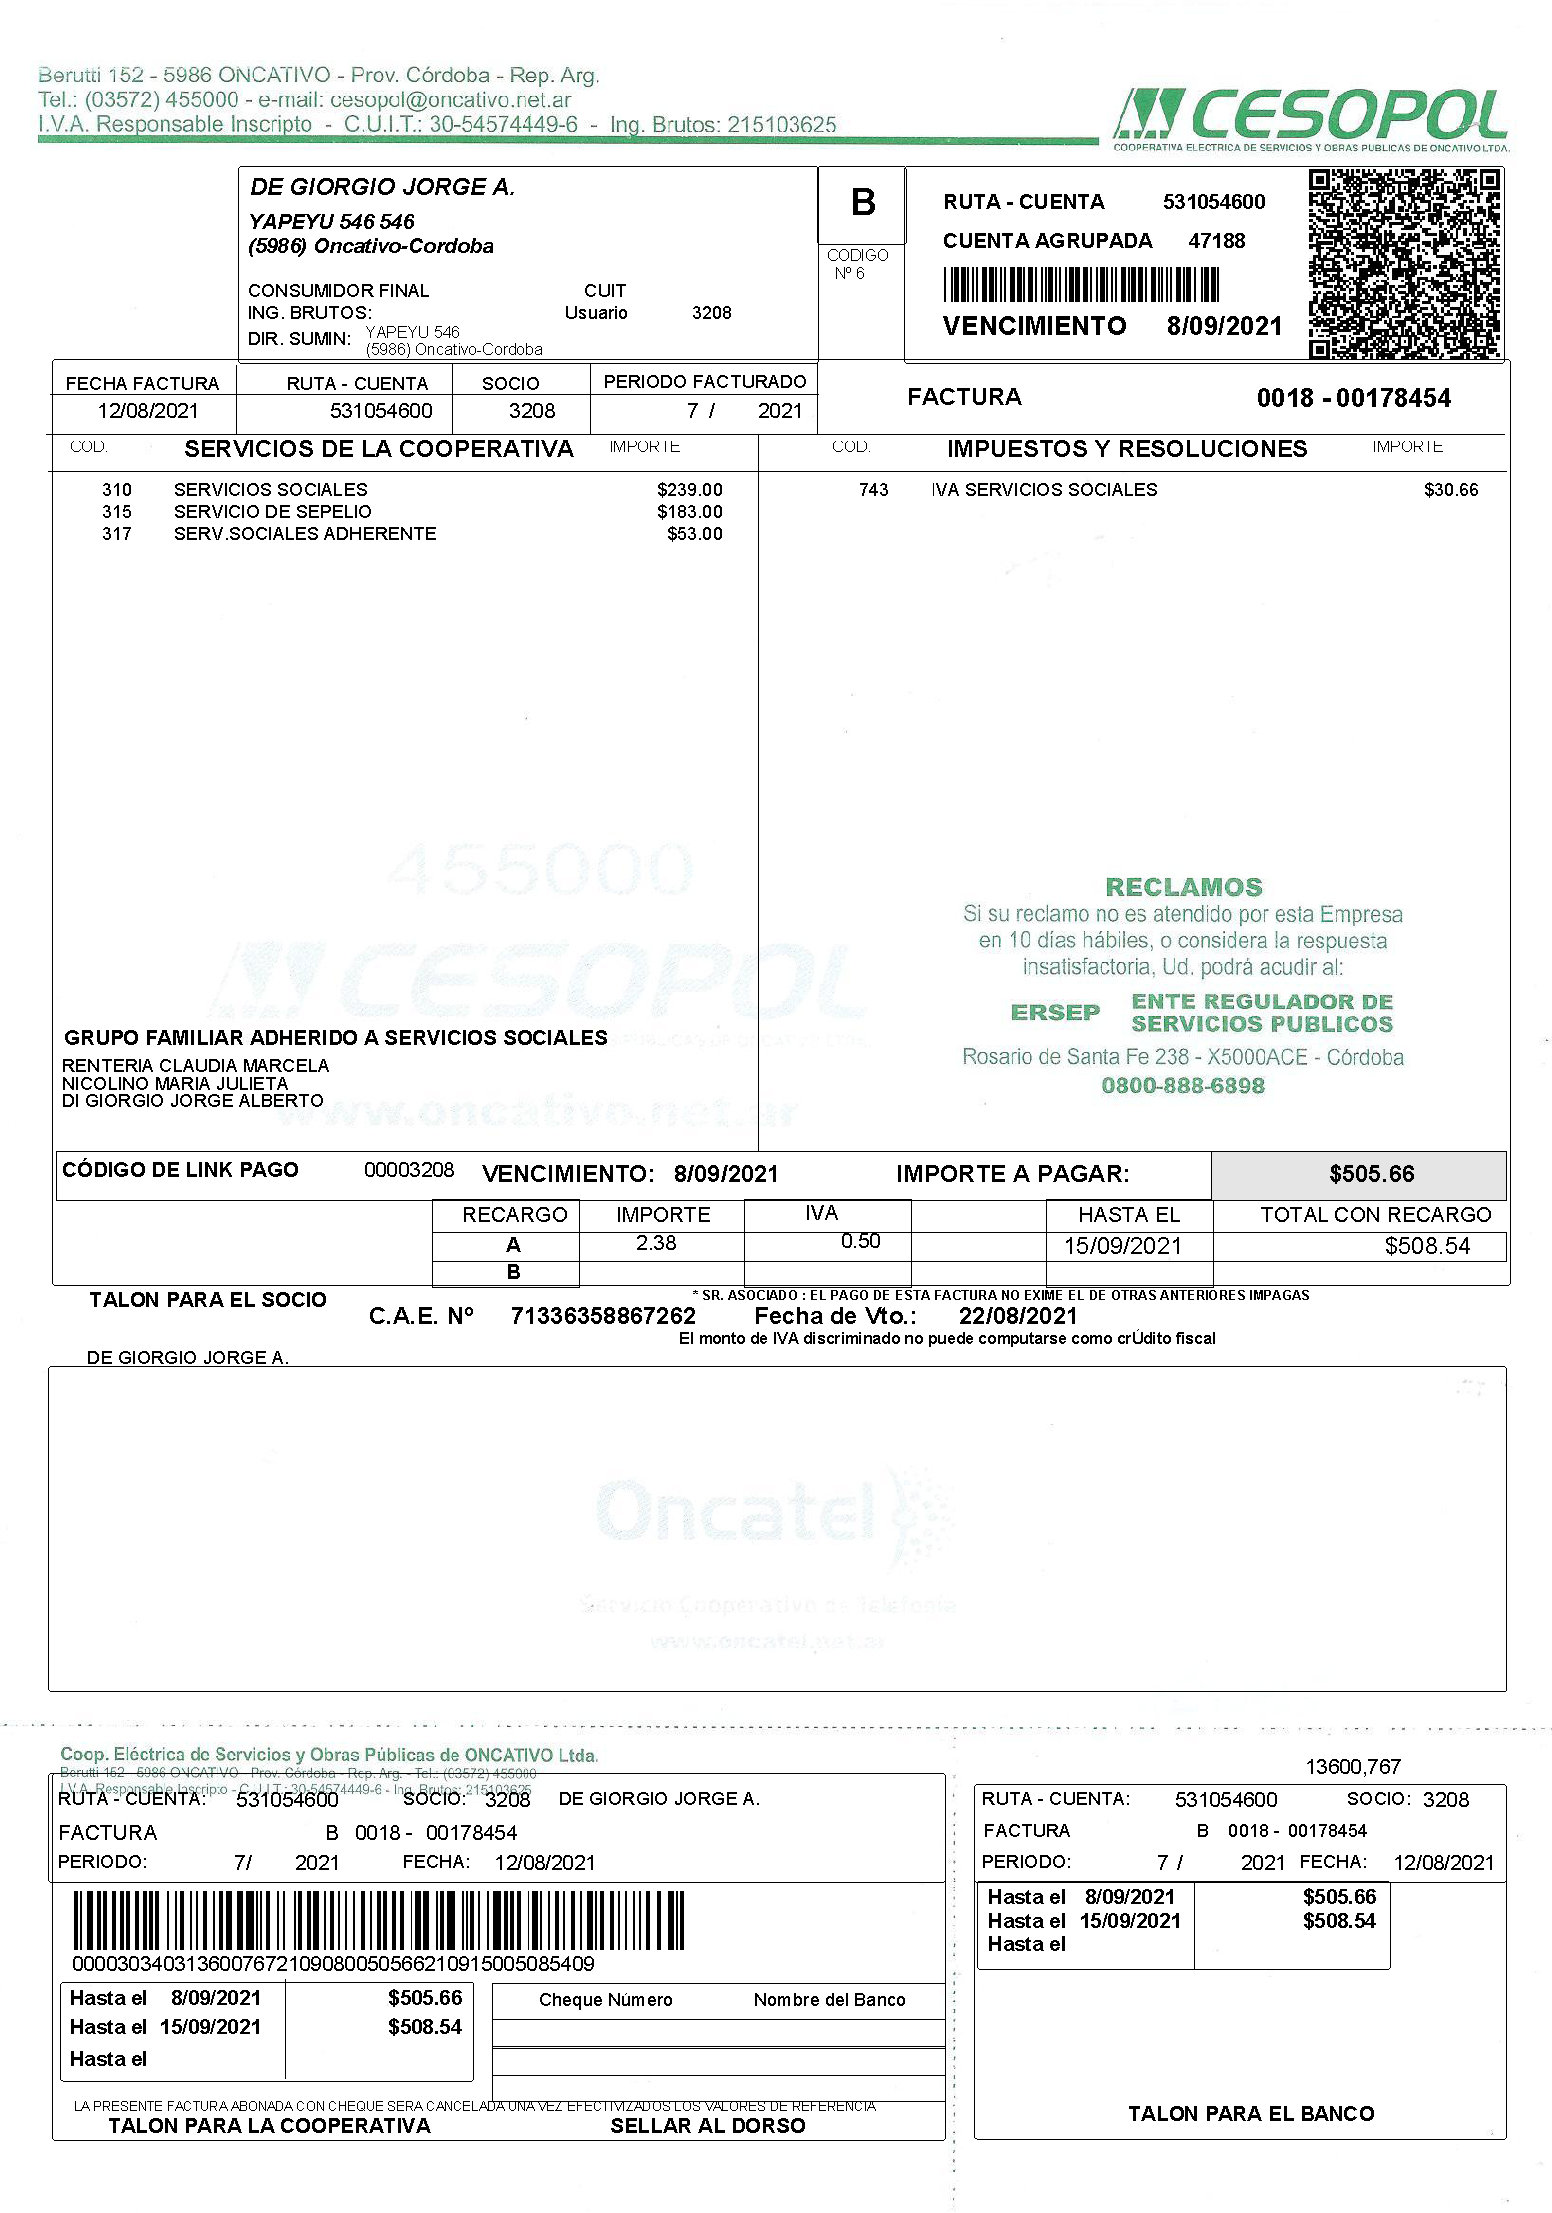 Berutti 152 - 5986 ONCATIVO - Prov. Córdoba - Rep. Arg.
Tel.: (03572) 455000 - e-mail: cesopol@oncativo.net.ar
I.V.A. Responsable Inscripto - C.U.I.T.: 30-54574449-6 - Ing. Brutos: 215103625
CESOPOL
COOPERATIVA ELECTRICA DE SERVICIOS Y OBRAS PUBLICAS DE ONCATIVO LTDA.
DE GIORGIO JORGE A.
YAPEYU 546 546
(5986) Oncativo-Cordoba
CONSUMIDOR FINAL CUIT
ING. BRUTOS: Usuario 3208
DIR. SUMIN: YAPEYU 546
(5986) Oncativo-Cordoba
B
CODIGO
Nº 6
RUTA - CUENTA 531054600
CUENTA AGRUPADA 47188
VENCIMIENTO 8/09/2021
FECHA FACTURA RUTA - CUENTA SOCIO PERIODO FACTURADO
12/08/2021 531054600 3208 7 / 2021
FACTURA 0018 - 00178454
COD. SERVICIOS DE LA COOPERATIVA IMPORTE
COD. IMPUESTOS Y RESOLUCIONES IMPORTE
310 SERVICIOS SOCIALES $239.00
315 SERVICIO DE SEPELIO $183.00
317 SERV.SOCIALES ADHERENTE $53.00
743 IVA SERVICIOS SOCIALES $30.66
455000
CESOPOL
GRUPO FAMILIAR ADHERIDO A SERVICIOS SOCIALES
RENTERIA CLAUDIA MARCELA
NICOLINO MARIA JULIETA
DI GIORGIO JORGE ALBERTO
www.oncativo.net.ar
RECLAMOS
Si su reclamo no es atendido por esta Empresa
en 10 días hábiles, o considera la respuesta
insatisfactoria, Ud. podrá acudir al:
ERSEP ENTE REGULADOR DE
SERVICIOS PUBLICOS
Rosario de Santa Fe 238 - X5000ACE - Córdoba
0800-888-6898
CÓDIGO DE LINK PAGO 00003208 VENCIMIENTO: 8/09/2021 IMPORTE A PAGAR: $505.66
RECARGO IMPORTE IVA HASTA EL TOTAL CON RECARGO
A 2.38 0.50 15/09/2021 $508.54
B
TALON PARA EL SOCIO
* SR. ASOCIADO : EL PAGO DE ESTA FACTURA NO EXIME EL DE OTRAS ANTERIORES IMPAGAS
C.A.E. Nº 71336358867262 Fecha de Vto.: 22/08/2021
El monto de IVA discriminado no puede computarse como crÚdito fiscal
DE GIORGIO JORGE A.
Oncatel
Servicio Cooperativo de Telefonía
www.oncatel.net.ar
Coop. Eléctrica de Servicios y Obras Públicas de ONCATIVO Ltda.
Berutti 152 - 5986 ONCATIVO - Prov. Córdoba - Rep. Arg. - Tel.: (03572) 455000
I.V.A. Responsable Inscripto - C.U.I.T.: 30-54574449-6 - Ing. Brutos: 215103625
RUTA - CUENTA: 531054600 SOCIO: 3208 DE GIORGIO JORGE A.
FACTURA B 0018 - 00178454
PERIODO: 7/ 2021 FECHA: 12/08/2021
0000303403136007672109080050566210915005085409
Hasta el 8/09/2021 $505.66
Hasta el 15/09/2021 $508.54
Hasta el
Cheque Número Nombre del Banco
LA PRESENTE FACTURA ABONADA CON CHEQUE SERA CANCELADA UNA VEZ EFECTIVIZADOS LOS VALORES DE REFERENCIA
TALON PARA LA COOPERATIVA SELLAR AL DORSO
13600,767
RUTA - CUENTA: 531054600 SOCIO: 3208
FACTURA B 0018 - 00178454
PERIODO: 7 / 2021 FECHA: 12/08/2021
Hasta el 8/09/2021 $505.66
Hasta el 15/09/2021 $508.54
Hasta el
TALON PARA EL BANCO